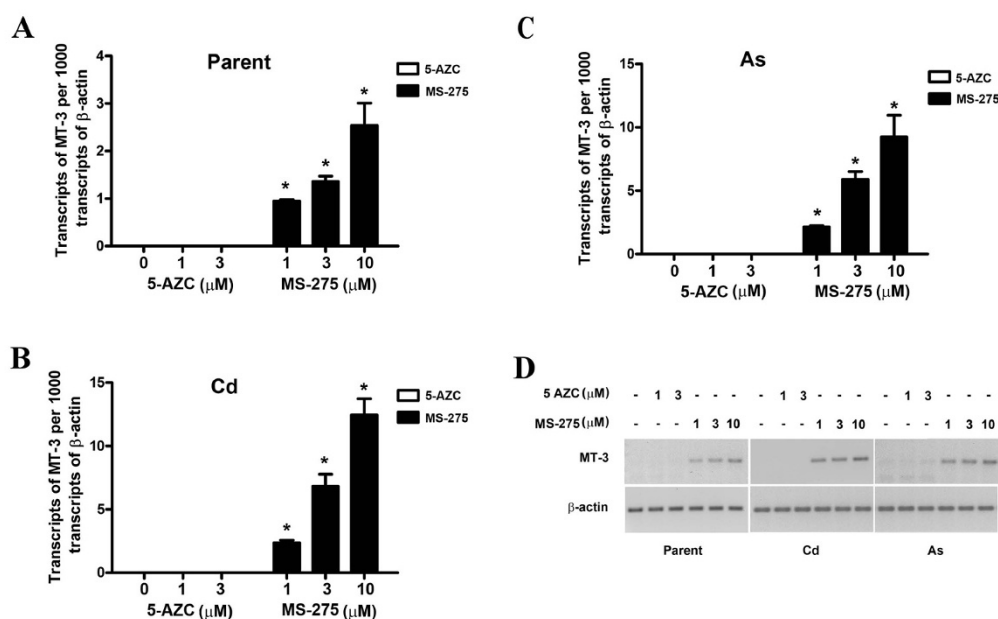 A
Parent
Transcripts of MT-3 per 1000
transcripts of β-actin
4
3
2
1
0
0 1 3 1 3 10
5-AZC (μM) MS-275 (μM)
* * *
5-AZC
MS-275
B
Cd
Transcripts of MT-3 per 1000
transcripts of β-actin
15
10
5
0
0 1 3 1 3 10
5-AZC (μM) MS-275 (μM)
* * *
5-AZC
MS-275
C
As
Transcripts of MT-3 per 1000
transcripts of β-actin
15
10
5
0
0 1 3 1 3 10
5-AZC (μM) MS-275 (μM)
* * *
5-AZC
MS-275
D
5 AZC (μM) - 1 3 - - - - 1 3 - - - - 1 3 - - -
MS-275 (μM) - - - 1 3 10 - - - 1 3 10 - - - 1 3 10
MT-3
β-actin
Parent Cd As